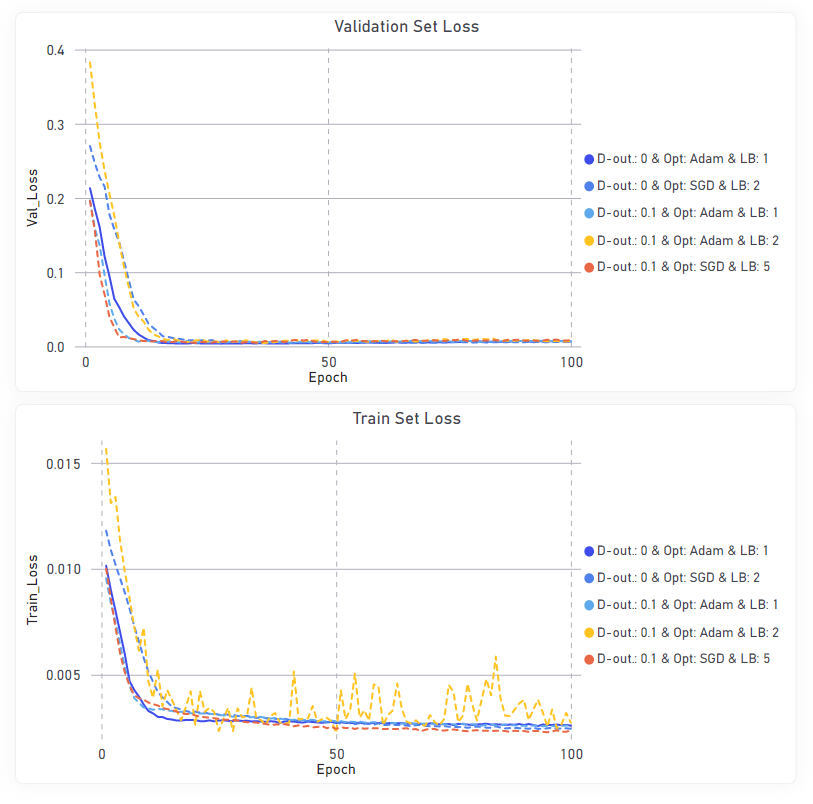 Validation Set Loss
0.4
0.3
0.2
0.1
0.0
Val_Loss
0
50
100
Epoch
D-out.: 0 & Opt: Adam & LB: 1
D-out.: 0 & Opt: SGD & LB: 2
D-out.: 0.1 & Opt: Adam & LB: 1
D-out.: 0.1 & Opt: Adam & LB: 2
D-out.: 0.1 & Opt: SGD & LB: 5
Train Set Loss
0.015
0.010
0.005
Train_Loss
0
50
100
Epoch
D-out.: 0 & Opt: Adam & LB: 1
D-out.: 0 & Opt: SGD & LB: 2
D-out.: 0.1 & Opt: Adam & LB: 1
D-out.: 0.1 & Opt: Adam & LB: 2
D-out.: 0.1 & Opt: SGD & LB: 5